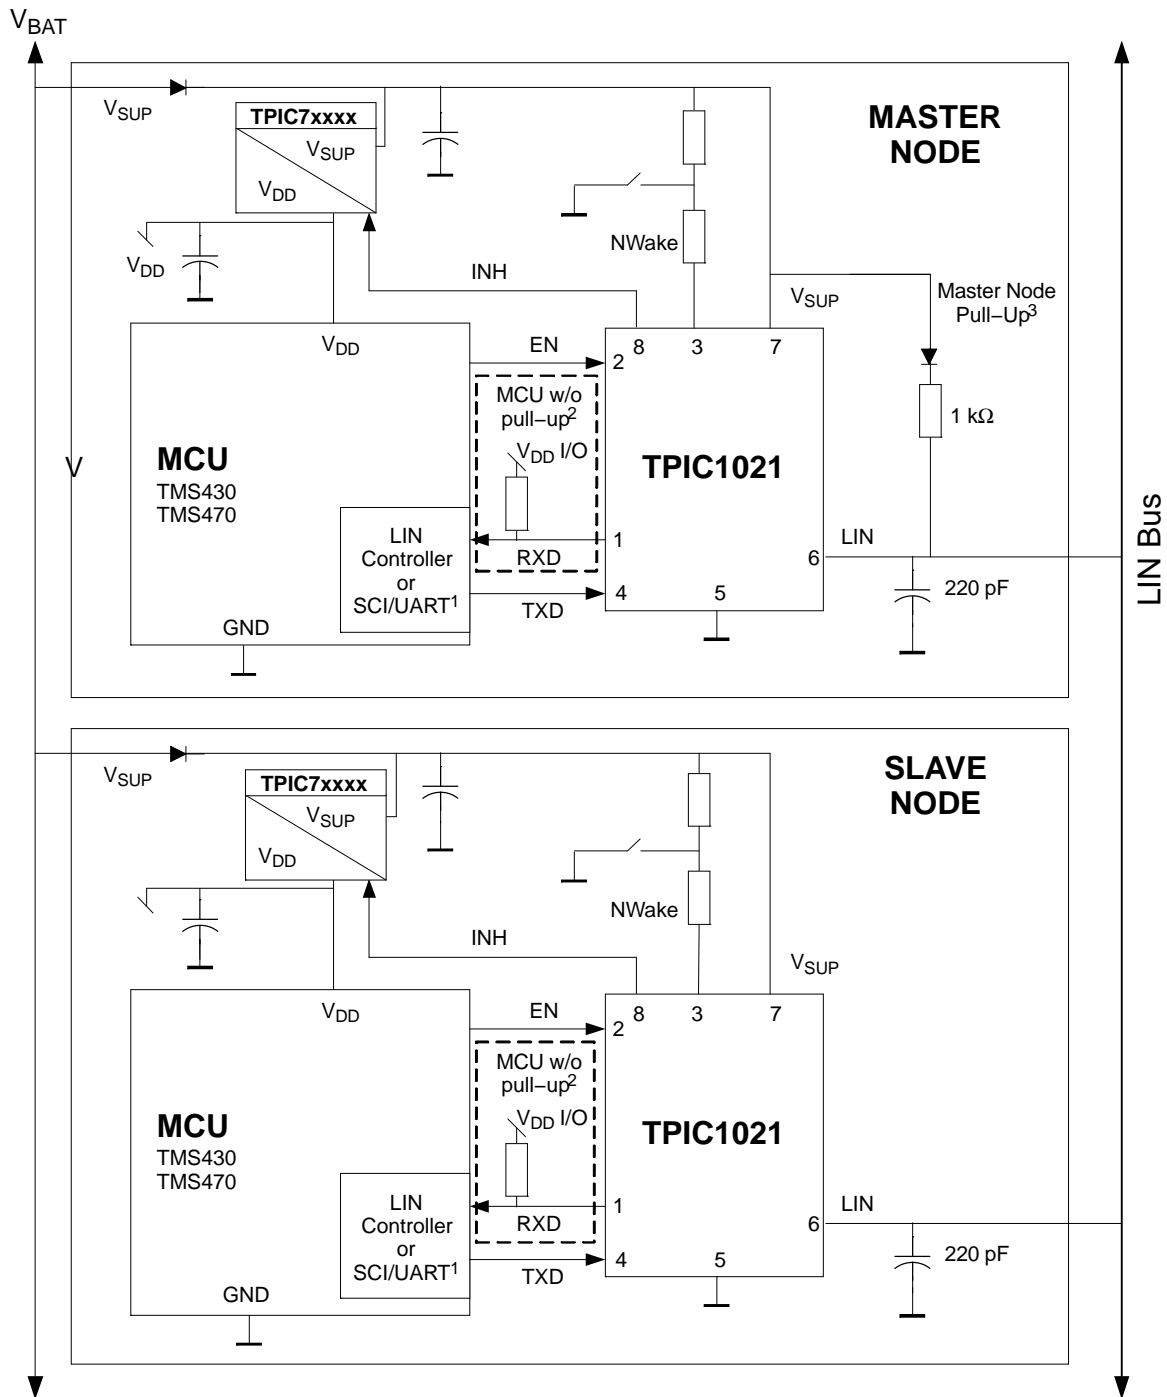 VBAT
VSUP
TPIC7xxxx
VSUP
VDD
MASTER
NODE
NWake
VDD
INH
VSUP
Master Node
Pull–Up3
VDD
EN
2
8
3
7
MCU w/o
pull–up2
VDD I/O
1 kΩ
V
MCU
TMS430
TMS470
TPIC1021
LIN
Controller
or
SCI/UART1
1
RXD
LIN
6
4
TXD
5
220 pF
GND
LIN Bus
VSUP
TPIC7xxxx
VSUP
VDD
SLAVE
NODE
NWake
INH
VSUP
VDD
EN
2
8
3
7
MCU w/o
pull–up2
VDD I/O
MCU
TMS430
TMS470
TPIC1021
LIN
Controller
or
SCI/UART1
1
RXD
LIN
6
4
TXD
5
220 pF
GND